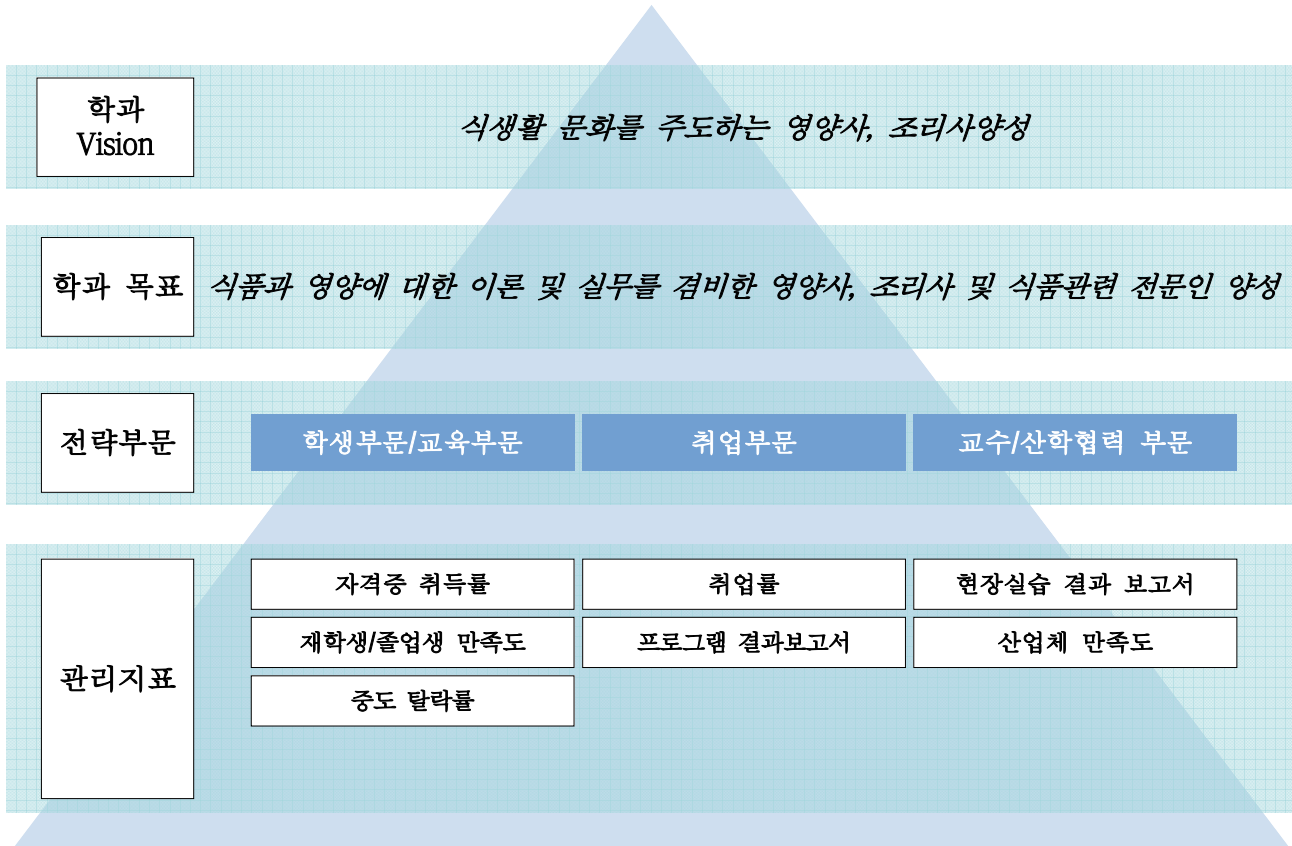 학과
Vision
식생활 문화를 주도하는 영양사, 조리사양성
학과 목표
식품과 영양에 대한 이론 및 실무를 겸비한 영양사, 조리사 및 식품관련 전문인 양성
전략부문
학생부문/교육부문
취업부문
교수/산학협력 부문
관리지표
자격증 취득률
취업률
현장실습 결과 보고서
재학생/졸업생 만족도
프로그램 결과보고서
산업체 만족도
중도 탈락률